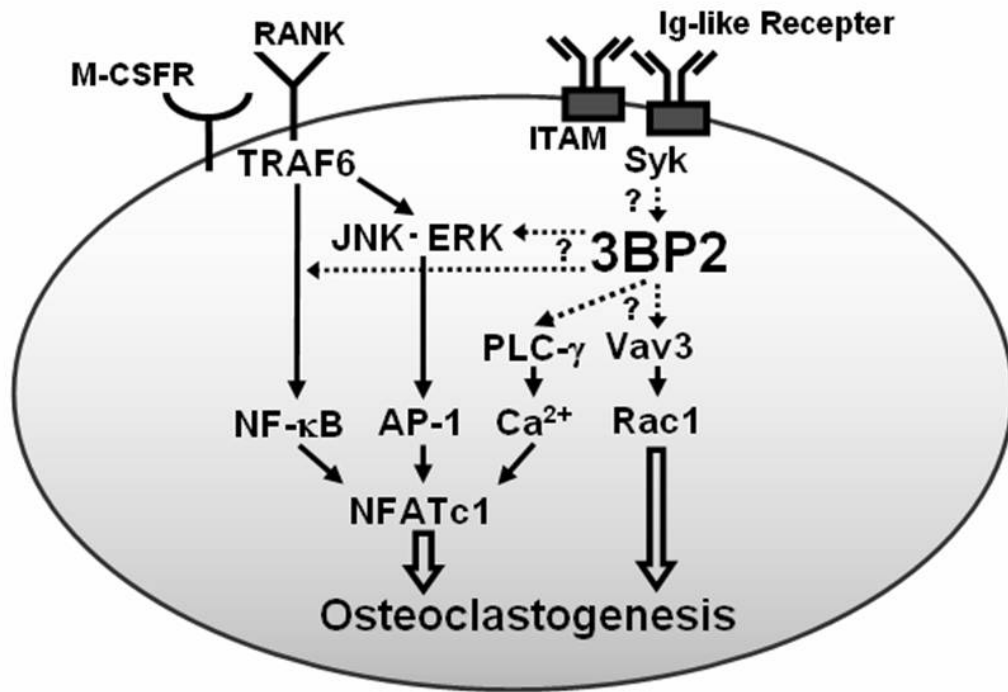 RANK
Ig-like Recepter
M-CSFR
ITAM
TRAF6
Syk
?
JNK - ERK
?
3BP2
?
PLC-γ
Vav3
NF-κB
AP-1
Ca²⁺
Rac1
NFATc1
Osteoclastogenesis